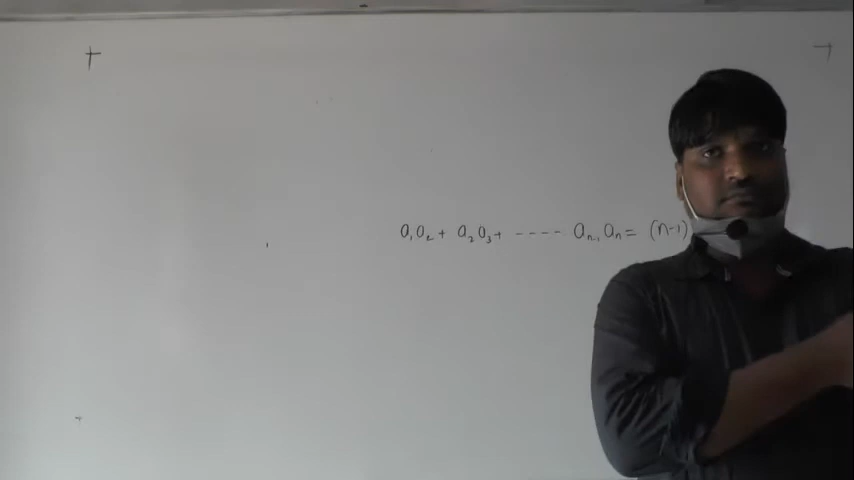 a₁a₂ + a₂a₃ + ---- aₙ₋₁aₙ = (n-1)